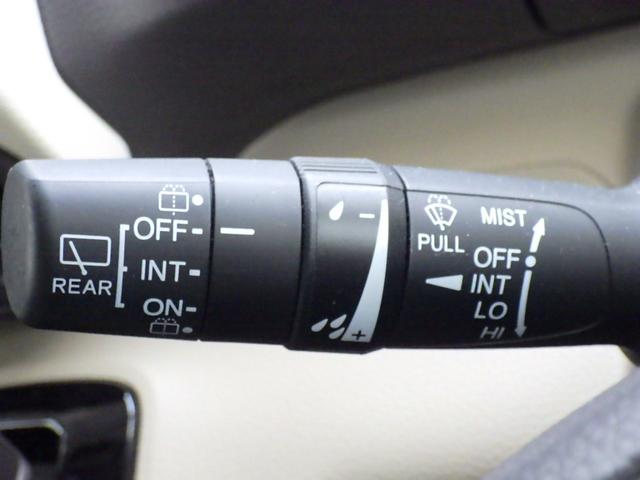 REAR
OFF
INT
ON
−
+
PULL
MIST
OFF
INT
LO
HI